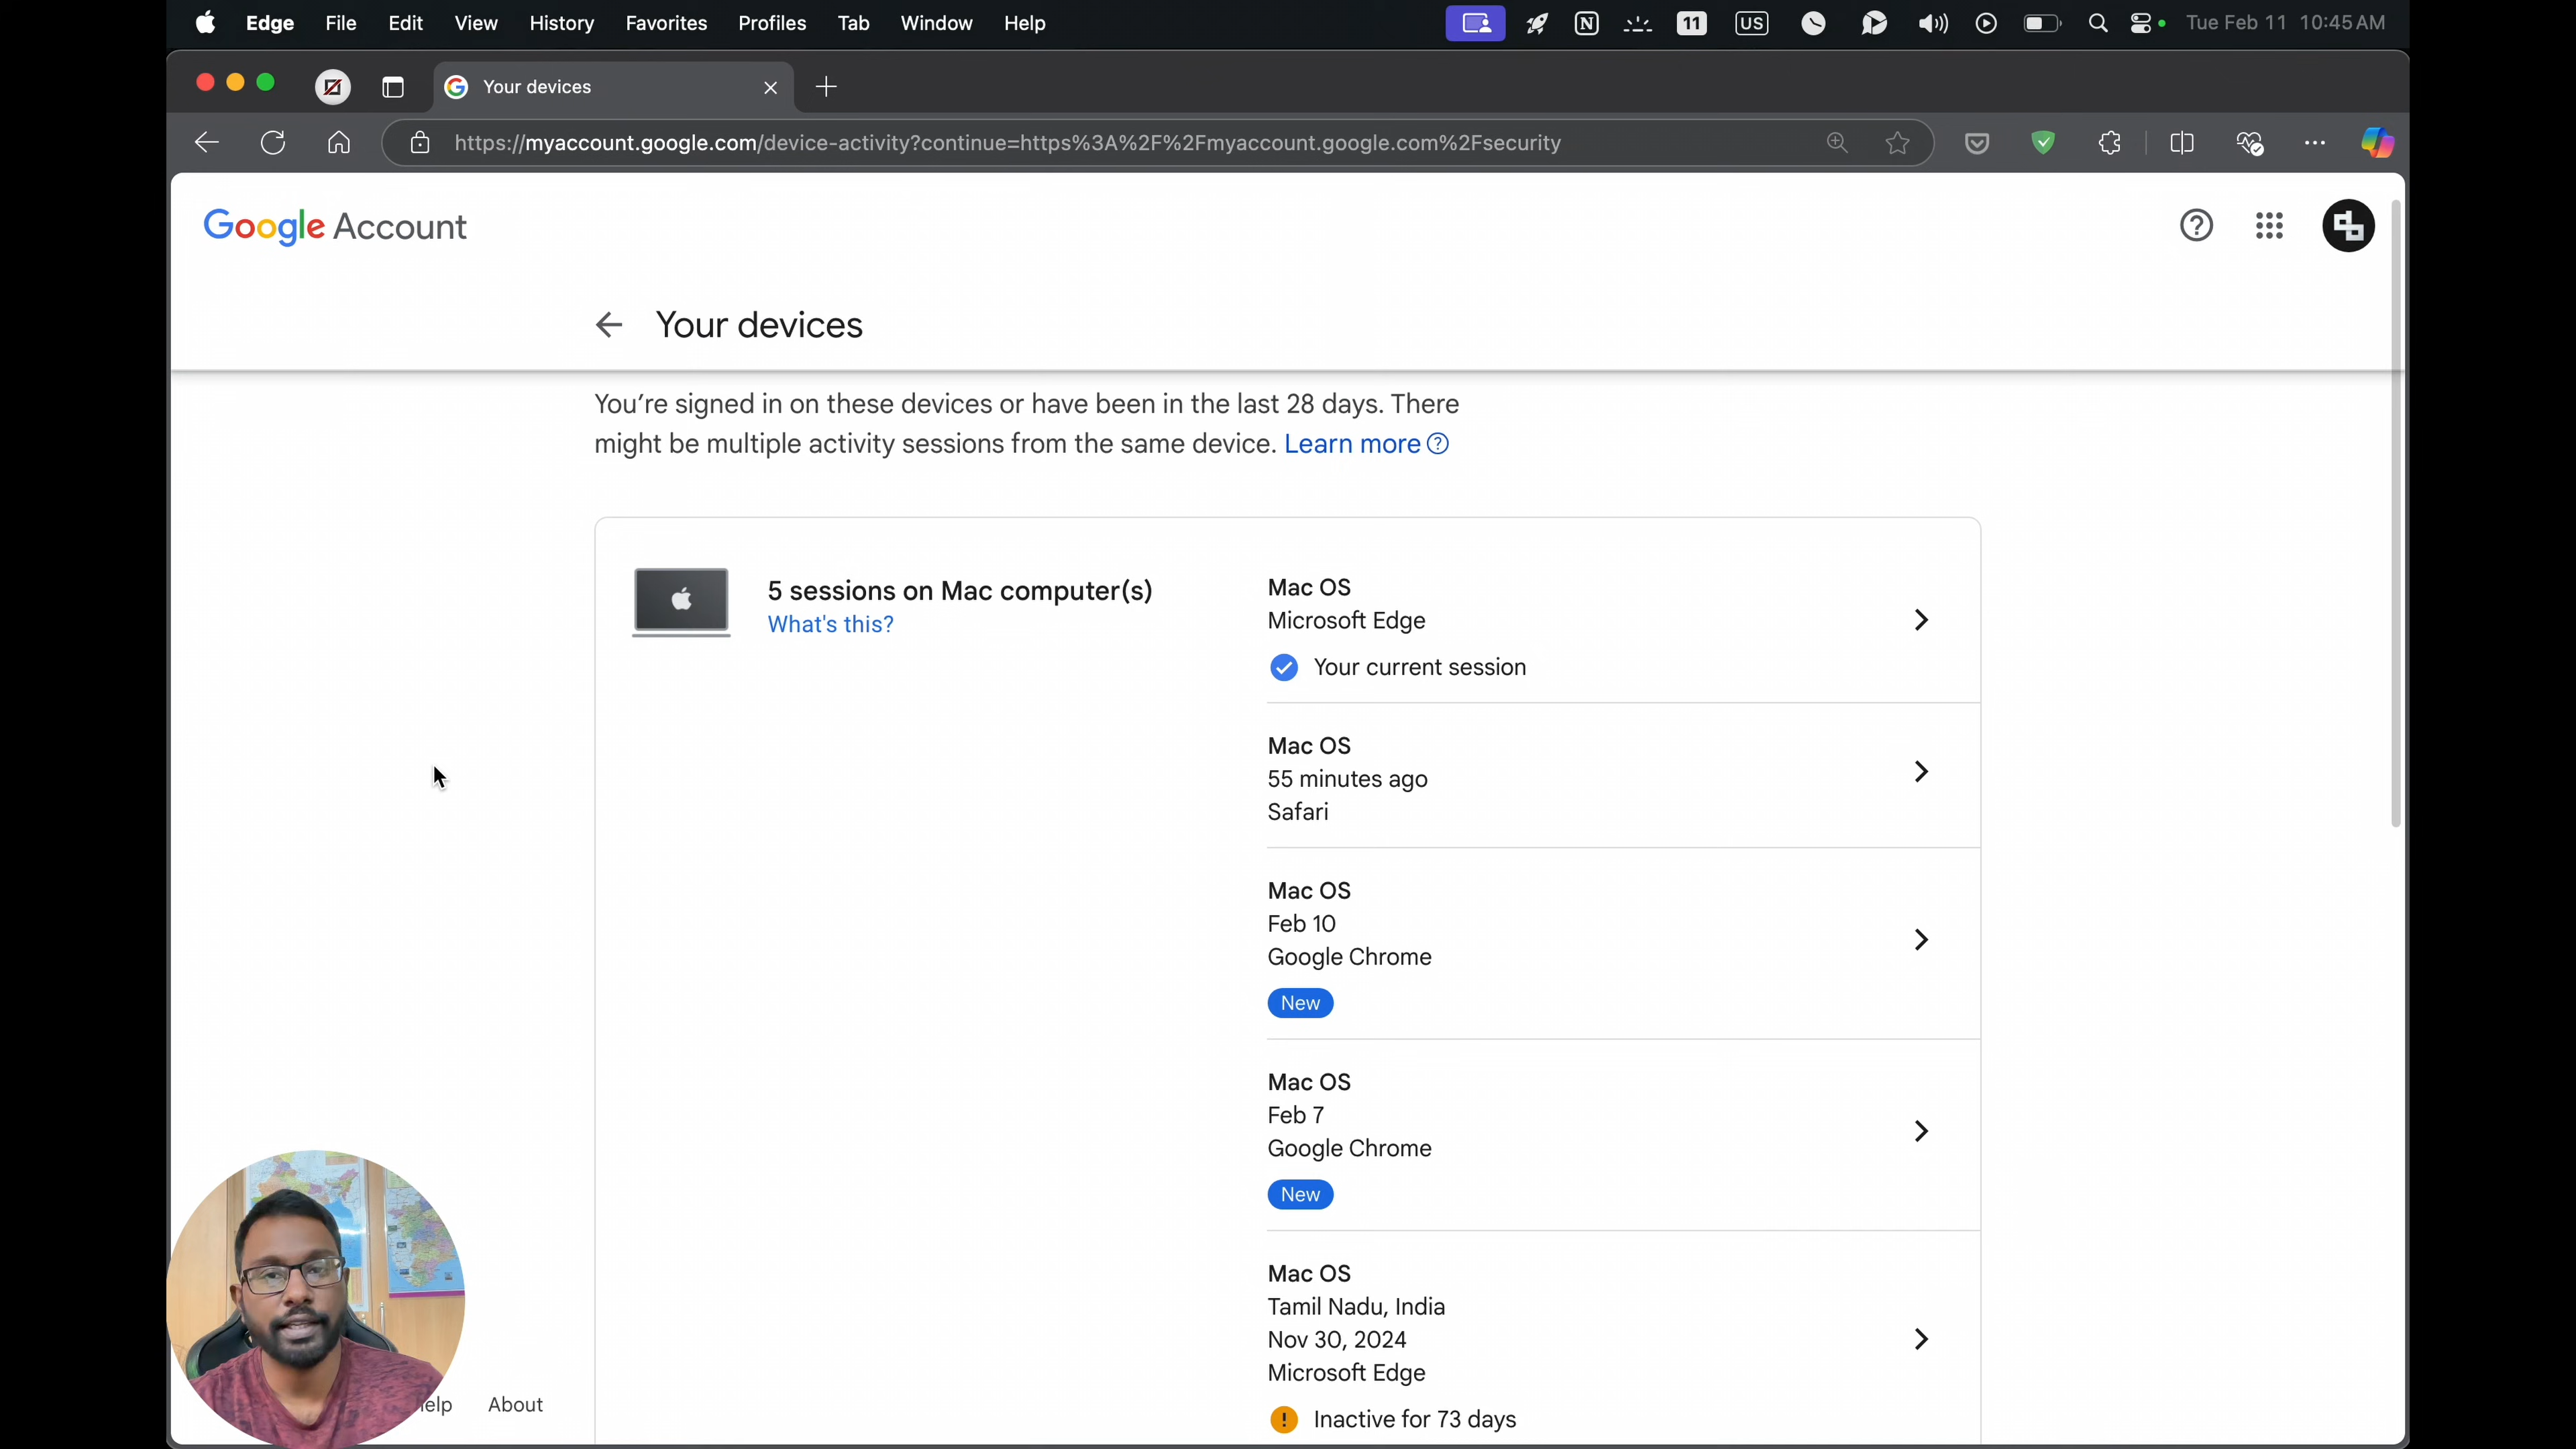 Edge File Edit View History Favorites Profiles Tab Window Help 11 US Tue Feb 11 10:45 AM
Your devices
https://myaccount.google.com/device-activity?continue=https%3A%2F%2Fmyaccount.google.com%2Fsecurity
Google Account
Your devices
You're signed in on these devices or have been in the last 28 days. There
might be multiple activity sessions from the same device. Learn more
5 sessions on Mac computer(s)
What's this?
Mac OS
Microsoft Edge
Your current session
Mac OS
55 minutes ago
Safari
Mac OS
Feb 10
Google Chrome
New
Mac OS
Feb 7
Google Chrome
New
Mac OS
Tamil Nadu, India
Nov 30, 2024
Microsoft Edge
Inactive for 73 days
elp About